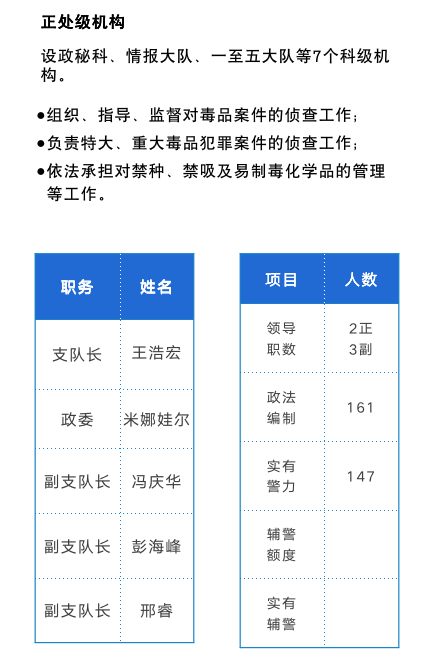 正处级机构
设政秘科、情报大队、一至五大队等7个科级机
构。
●组织、指导、监督对毒品案件的侦查工作；
●负责特大、重大毒品犯罪案件的侦查工作；
●依法承担对禁种、禁吸及易制毒化学品的管理
等工作。
职务 姓名
支队长 王浩宏
政委 米娜娃尔
副支队长 冯庆华
副支队长 彭海峰
副支队长 邢睿
项目 人数
领导 2正
职数 3副
政法
编制 161
实有
警力 147
辅警
额度
实有
辅警